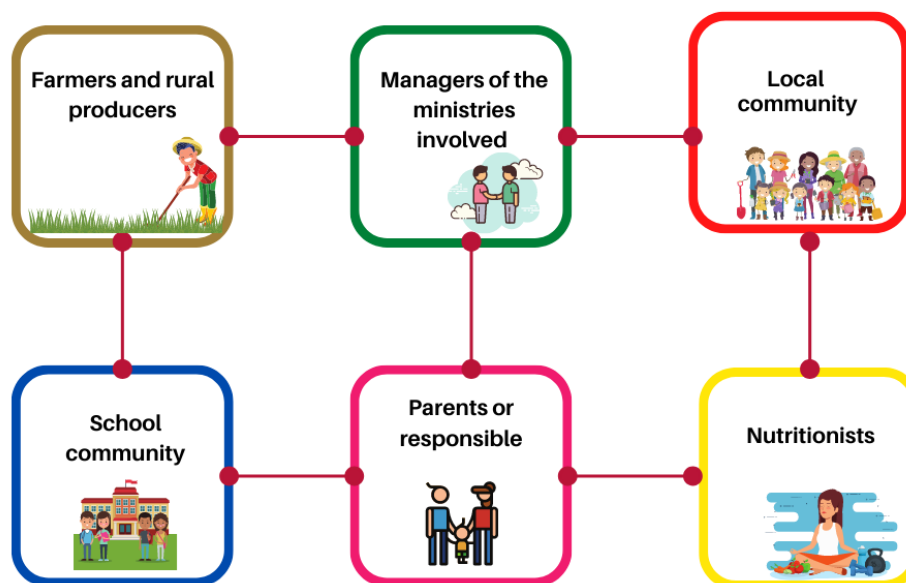 Farmers and rural
producers
Managers of the
ministries
involved
Local
community
School
community
Parents or
responsible
Nutritionists